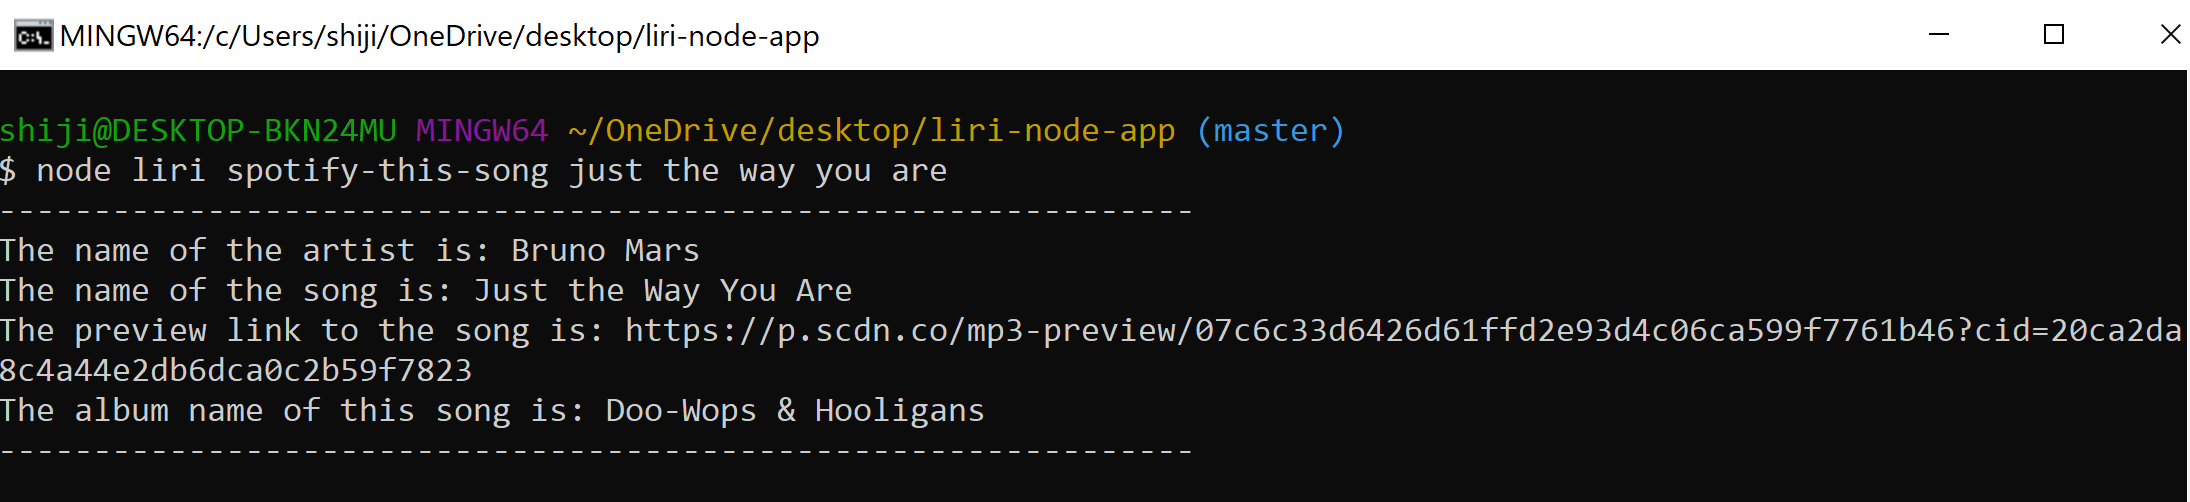 MINGW64:/c/Users/shiji/OneDrive/desktop/liri-node-app
shiji@DESKTOP-BKN24MU MINGW64 ~/OneDrive/desktop/liri-node-app (master)
$ node liri spotify-this-song just the way you are
---------------------------------------------------------------
The name of the artist is: Bruno Mars
The name of the song is: Just the Way You Are
The preview link to the song is: https://p.scdn.co/mp3-preview/07c6c33d6426d61ffd2e93d4c06ca599f7761b46?cid=20ca2da
8c4a44e2db6dca0c2b59f7823
The album name of this song is: Doo-Wops & Hooligans
---------------------------------------------------------------